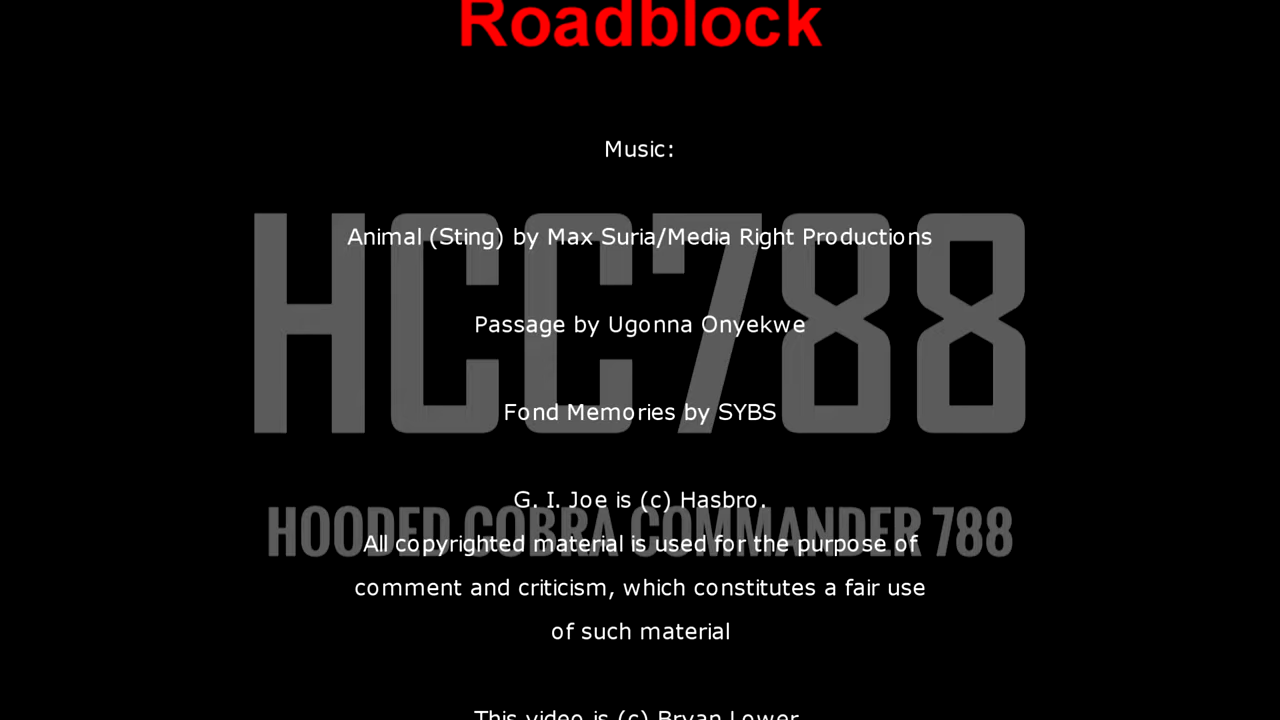 Roadblock
Music:
Animal (Sting) by Max Suria/Media Right Productions
HCC788
Passage by Ugonna Onyekwe
Fond Memories by SYBS
G. I. Joe is (c) Hasbro.
HOODED COBRA COMMANDER 788
All copyrighted material is used for the purpose of
comment and criticism, which constitutes a fair use
of such material
This video is (c) Bryan Lower